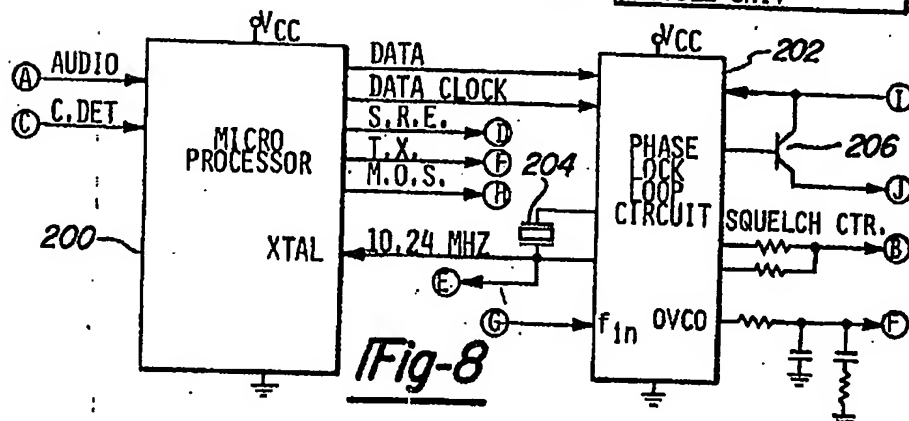 VCC
VCC
202
A AUDIO
DATA
I
C C.DET
DATA CLOCK
S.R.E. D
MICRO
PROCESSOR
T.X. F
M.O.S. H
204
PHASE
LOCK
LOOP
CIRCUIT
206
J
SQUELCH CTR.
B
200
XTAL
10.24 MHZ
E
G
fin
OVCO
F
Fig-8